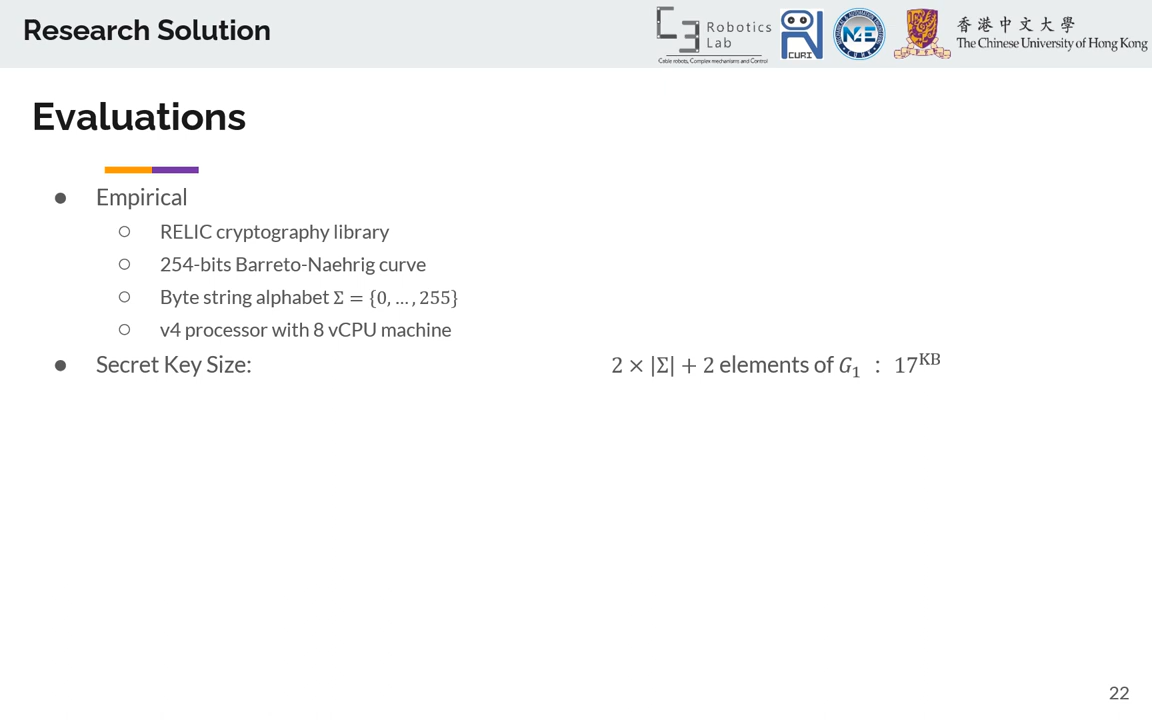 Research Solution
Robotics
Lab
Cable robots, Complex mechanisms and Control
CURI
MAE
香港中文大學
The Chinese University of Hong Kong
Evaluations
● Empirical
○ RELIC cryptography library
○ 254-bits Barreto-Naehrig curve
○ Byte string alphabet Σ = {0, … , 255}
○ v4 processor with 8 vCPU machine
● Secret Key Size: 2 × |Σ| + 2 elements of G₁ : 17ᴷᴮ
22